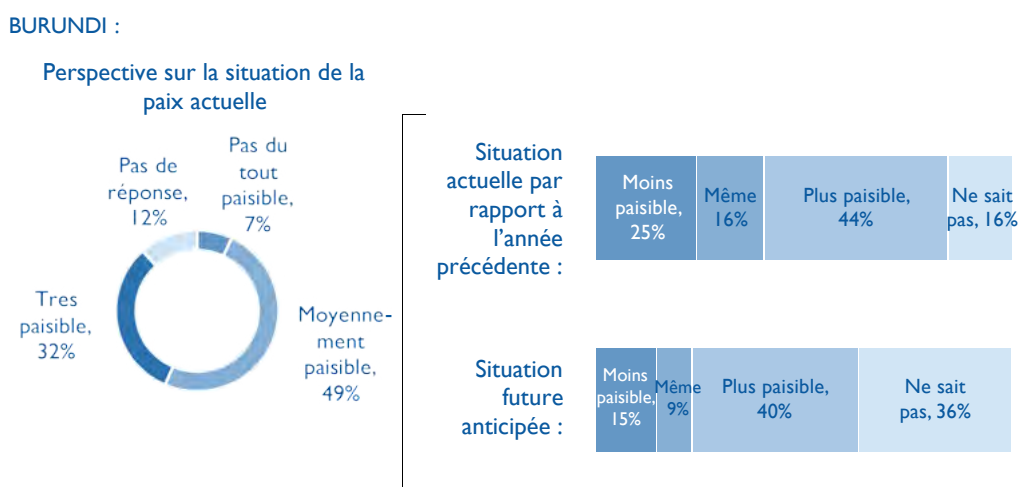 BURUNDI :
Perspective sur la situation de la
paix actuelle
Pas du
tout
paisible,
7%
Pas de
réponse,
12%
Tres
paisible,
32%
Moyenne-
ment
paisible,
49%
Situation
actuelle par
rapport à
l’année
précédente :
Moins
paisible,
25%
Même
16%
Plus paisible,
44%
Ne sait
pas, 16%
Situation
future
anticipée :
Moins
paisible,
15%
Même
9%
Plus paisible,
40%
Ne sait
pas, 36%